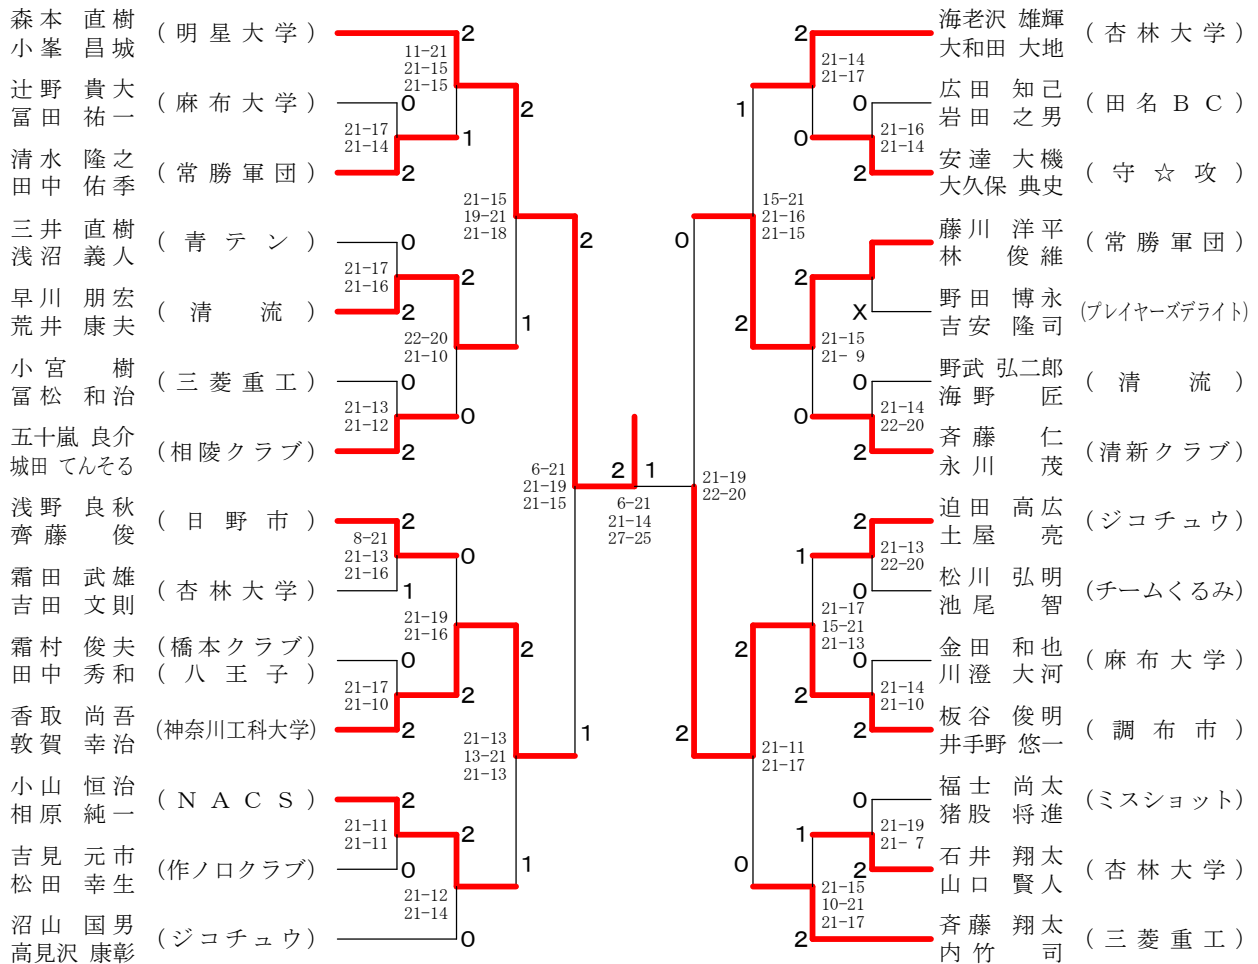 森本 直樹
小峯 昌城
(明星大学)
2
11-21
21-15
21-15
辻野 貴大
冨田 祐一
(麻布大学)
0
21-17
21-14
1
清水 隆之
田中 佑季
(常勝軍団)
2
2
21-15
19-21
21-18
三井 直樹
浅沼 義人
(青テン)
0
21-17
21-16
2
早川 朋宏
荒井 康夫
(清流)
2
22-20
21-10
1
小宮 樹
冨松 和治
(三菱重工)
0
21-13
21-12
0
五十嵐 良介
城田 てんそる
(相陵クラブ)
2
2
6-21
21-19
21-15
浅野 良秋
齊藤 俊
(日野市)
2
8-21
21-13
21-16
0
霜田 武雄
吉田 文則
(杏林大学)
1
21-19
21-16
2
霜村 俊夫 (橋本クラブ)
田中 秀和 (八王子)
0
21-17
21-10
2
香取 尚吾
敦賀 幸治
(神奈川工科大学)
2
21-13
13-21
21-13
1
小山 恒治
相原 純一
(NACS)
2
21-11
21-11
2
吉見 元市
松田 幸生
(作ノロクラブ)
0
21-12
21-14
1
沼山 国男
高見沢 康彰
(ジコチュウ)
0
2 1
6-21
21-14
27-25
海老沢 雄輝
大和田 大地
(杏林大学)
2
21-14
21-17
1
広田 知己
岩田 之男
(田名BC)
0
21-16
21-14
0
安達 大機
大久保 典史
(守☆攻)
2
15-21
21-16
21-15
0
藤川 洋平
林 俊維
(常勝軍団)
2
野田 博永
吉安 隆司
(プレイヤーズデライト)
X
21-15
21- 9
2
野武 弘二郎
海野 匠
(清流)
0
21-14
22-20
0
斉藤 仁
永川 茂
(清新クラブ)
2
21-19
22-20
迫田 高広
土屋 亮
(ジコチュウ)
2
21-13
22-20
1
松川 弘明
池尾 智
(チームくるみ)
0
21-17
15-21
21-13
2
金田 和也
川澄 大河
(麻布大学)
0
21-14
21-10
2
板谷 俊明
井手野 悠一
(調布市)
2
2
21-11
21-17
福士 尚太
猪股 将進
(ミスショット)
0
21-19
21- 7
1
石井 翔太
山口 賢人
(杏林大学)
2
0
21-15
10-21
21-17
斉藤 翔太
内竹 司
(三菱重工)
2